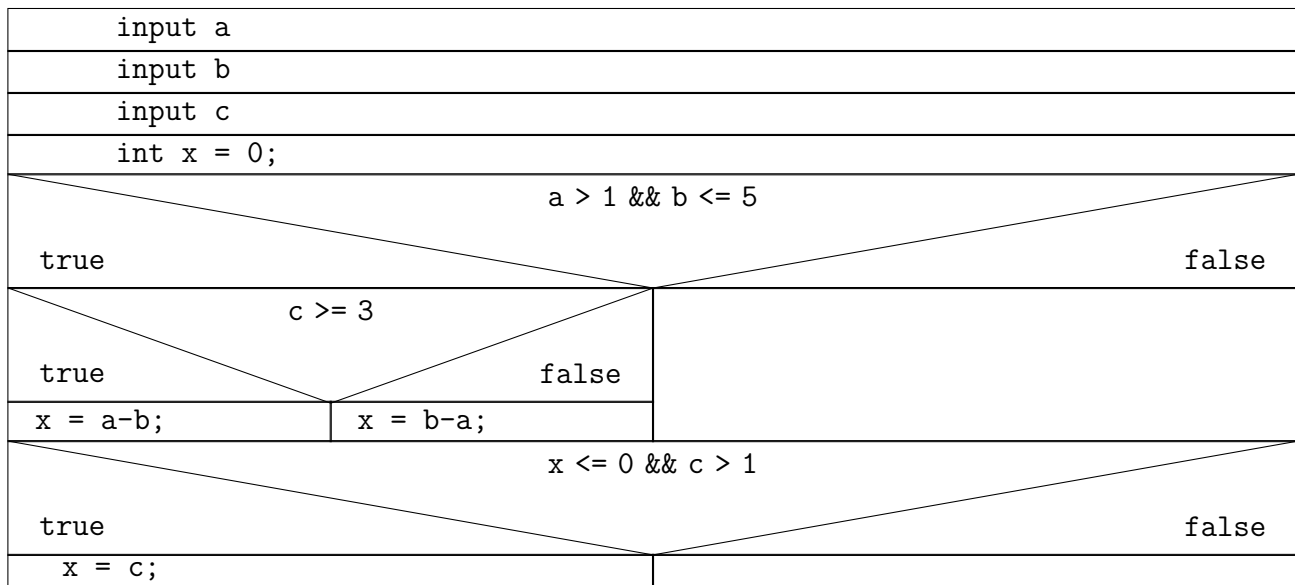 input a
input b
input c
int x = 0;
a > 1 && b <= 5
true false
c >= 3
true false
x = a-b; x = b-a;
x <= 0 && c > 1
true false
x = c;